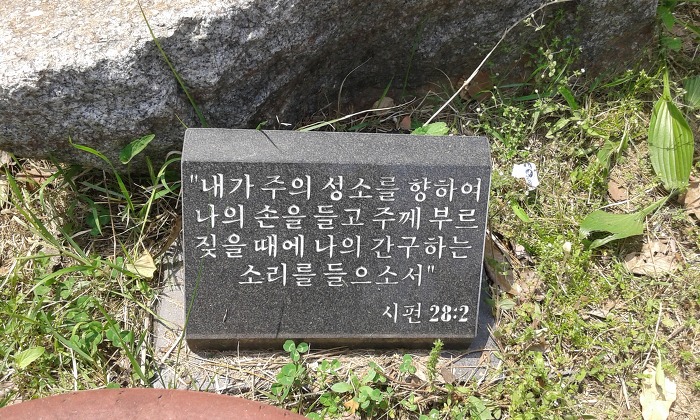 "내가 주의 성소를 향하여
나의 손을 들고 주께 부르
짖을 때에 나의 간구하는
소리를 들으소서"
시편 28:2